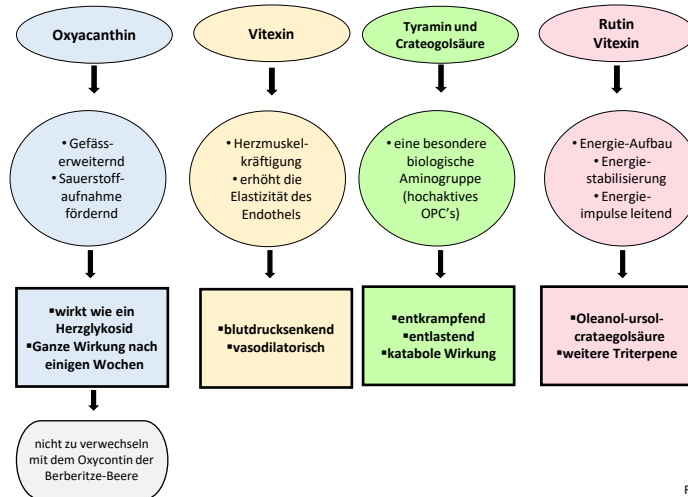 Oxyacanthin
Vitexin
Tyramin und
Crateogolsäure
Rutin
Vitexin
• Gefäss-
erweiternd
• Sauerstoff-
aufnahme
fördernd
• Herzmuskel-
kräftigung
• erhöht die
Elastizität des
Endothels
• eine besondere
biologische
Aminogruppe
(hochaktives
OPC's)
• Energie-Aufbau
• Energie-
stabilisierung
• Energie-
impulse leitend
▪wirkt wie ein
Herzglykosid
▪Ganze Wirkung nach
einigen Wochen
▪blutdrucksenkend
▪vasodilatorisch
▪entkrampfend
▪entlastend
▪katabole Wirkung
▪Oleanol-ursol-
crataegolsäure
▪weitere Triterpene
nicht zu verwechseln
mit dem Oxycontin der
Berberitze-Beere